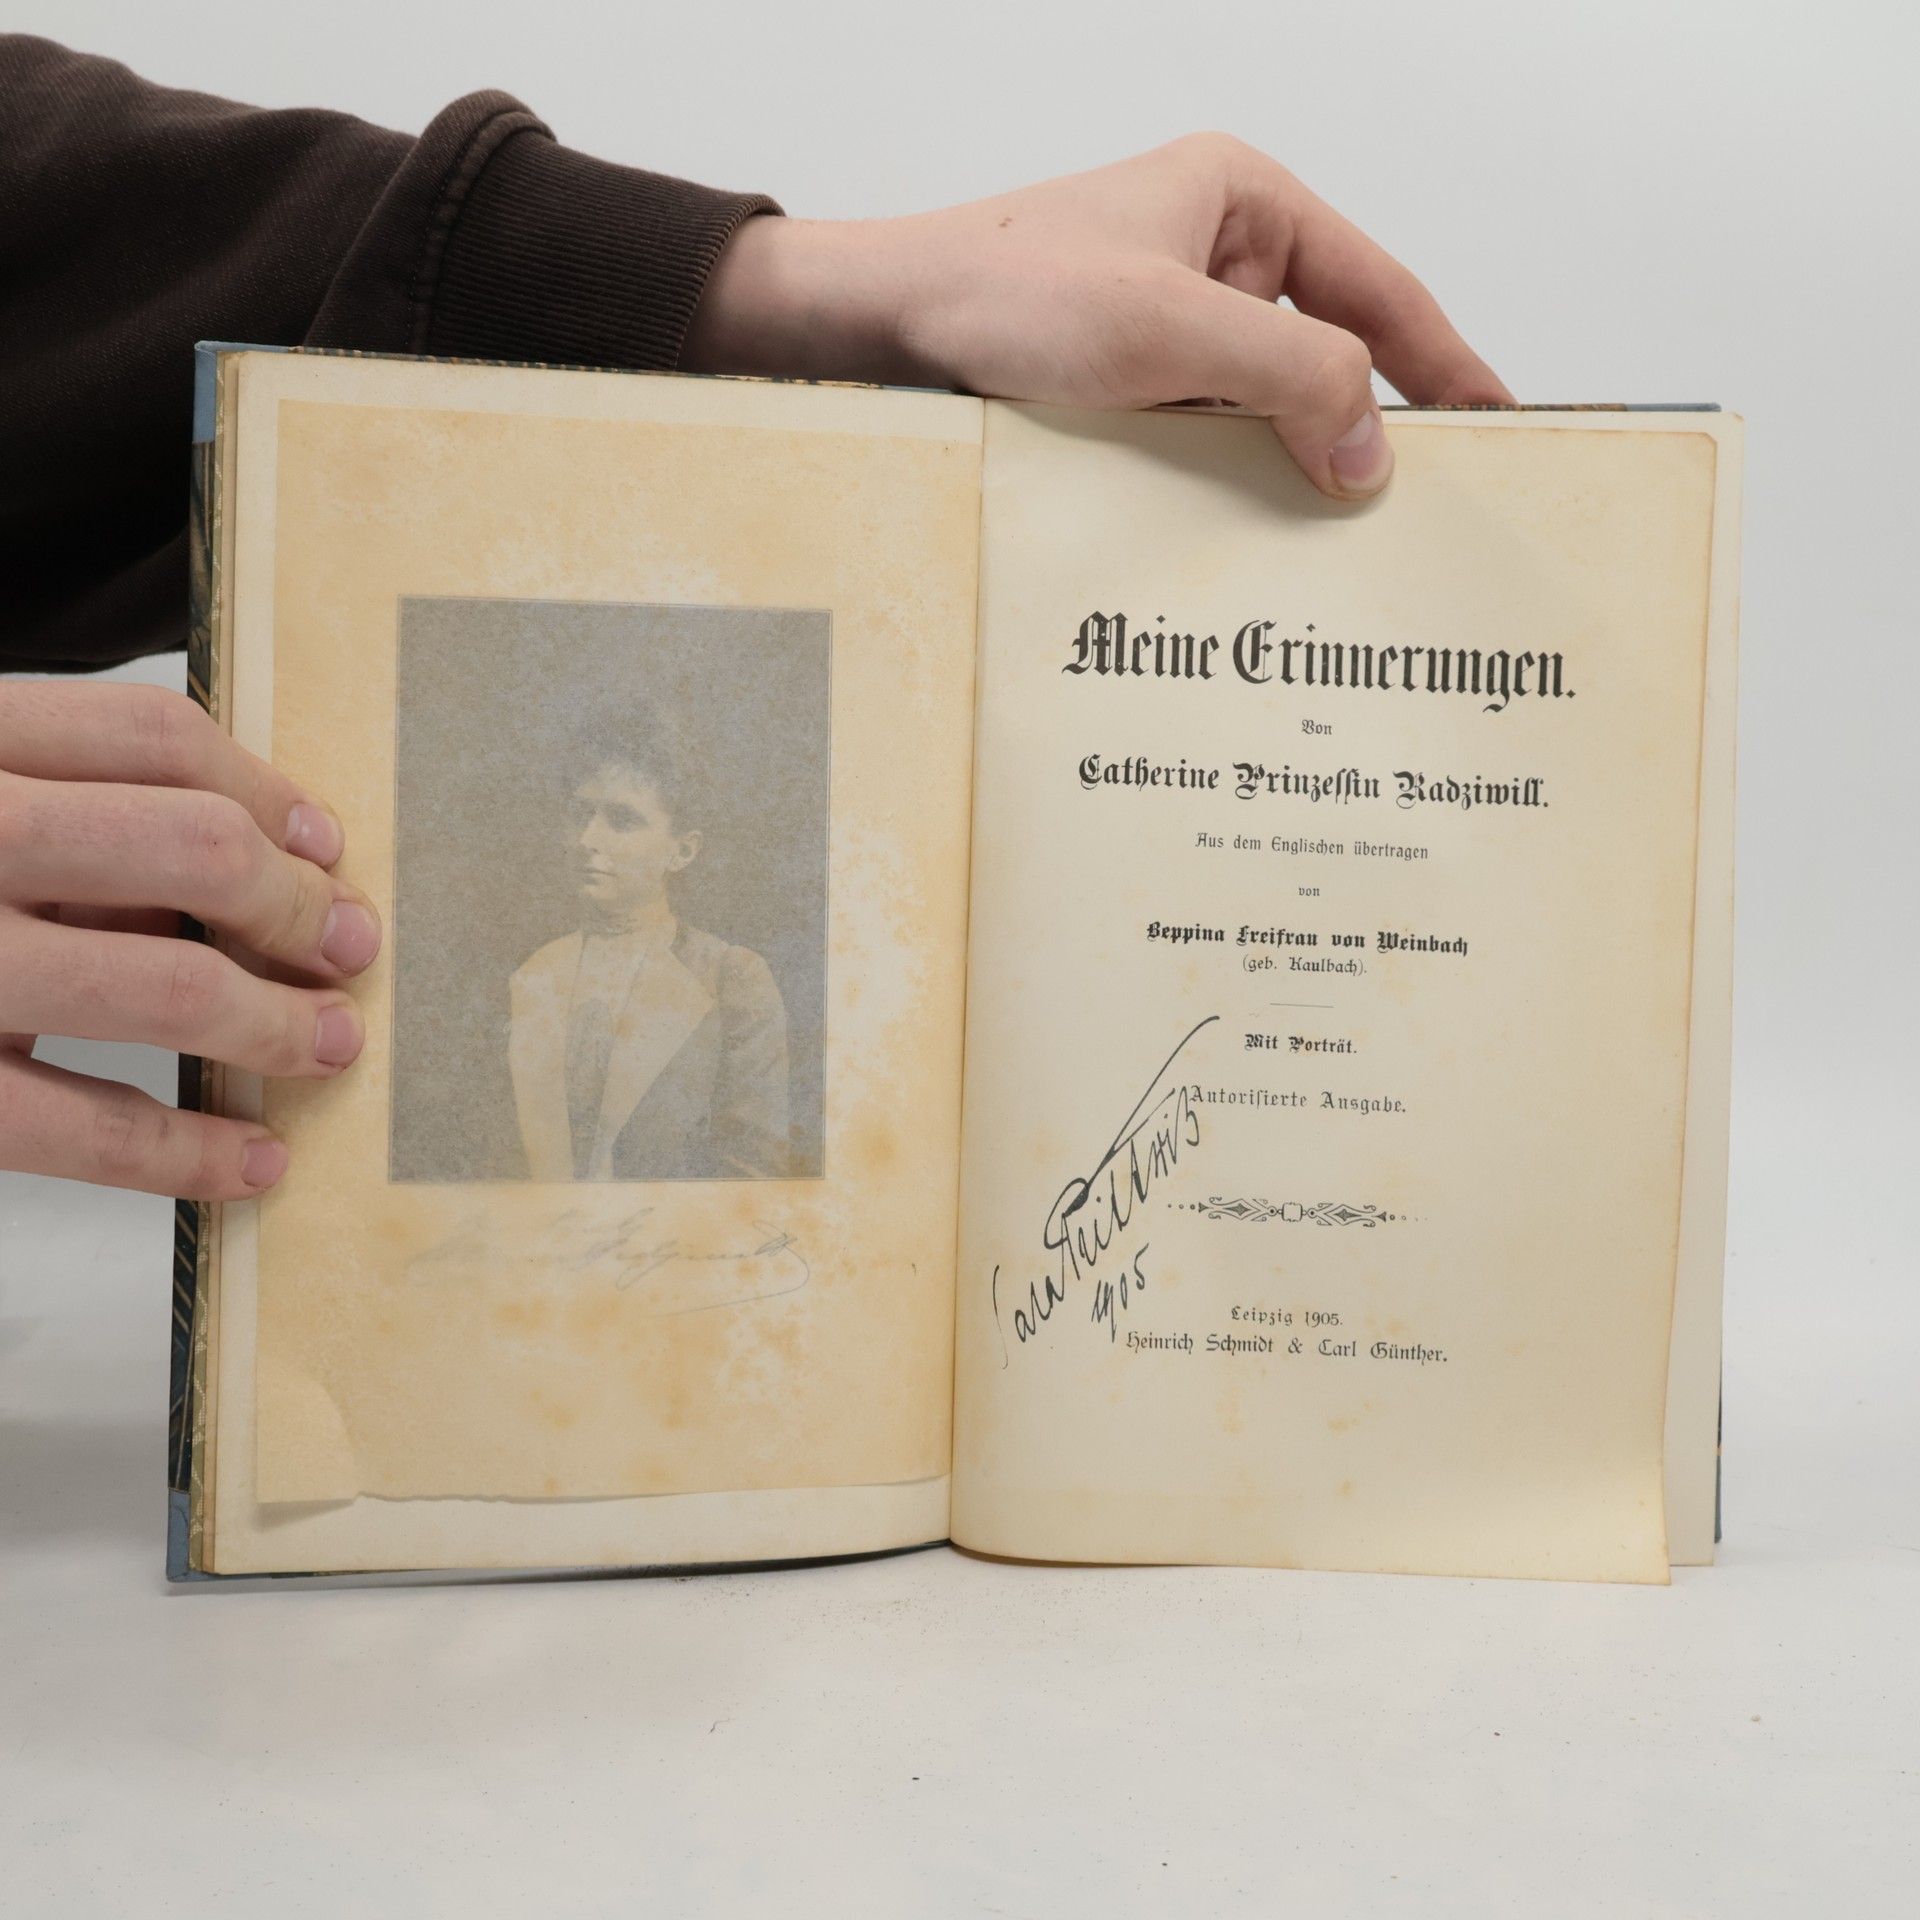 Meine Erinnerungen.
Von
Catherine Prinzessin Radziwill.
Aus dem Englischen übertragen
von
Beppina Freifrau von Weinbach
(geb. Kaulbach).
Mit Porträt.
Autorisierte Ausgabe.
Sara
1905
Leipzig 1905.
Heinrich Schmidt & Carl Günther.